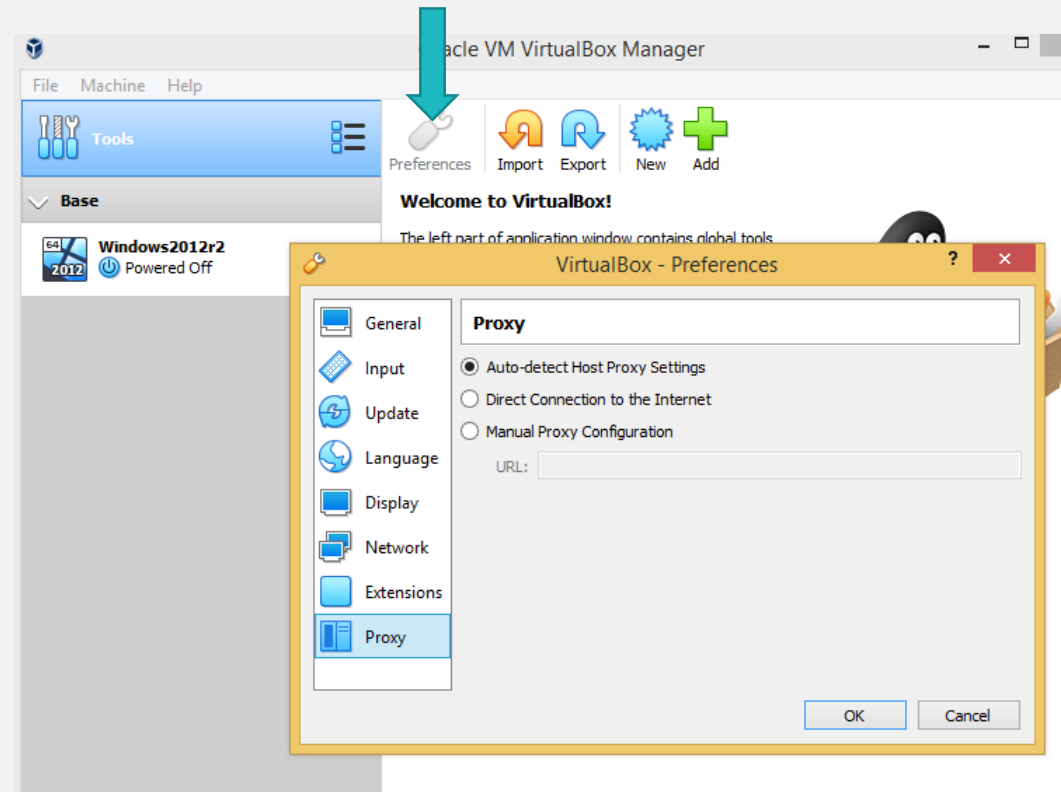 acle VM VirtualBox Manager
File Machine Help
Tools
Preferences Import Export New Add
Base
Welcome to VirtualBox!
The left part of application window contains global tools
64
2012
Windows2012r2
Powered Off
VirtualBox - Preferences
?
General
Input
Update
Language
Display
Network
Extensions
Proxy
Proxy
Auto-detect Host Proxy Settings
Direct Connection to the Internet
Manual Proxy Configuration
URL:
OK Cancel